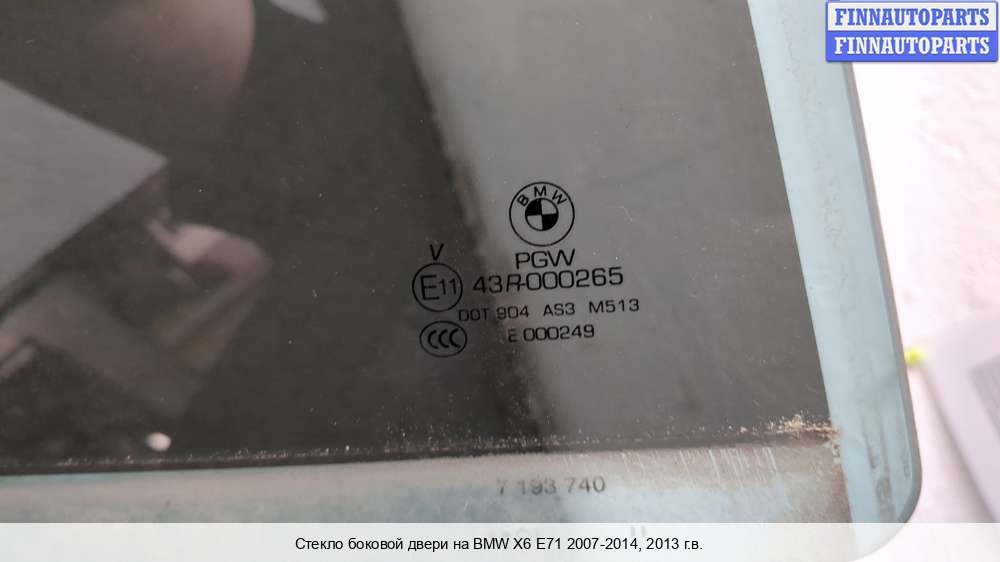 FINNAUTOPARTS
FINNAUTOPARTS
BMW
PGW
V
E11 43R-000265
DOT 904 AS3 M513
CCC E 000249
7 193 740
Стекло боковой двери на BMW X6 E71 2007-2014, 2013 г.в.